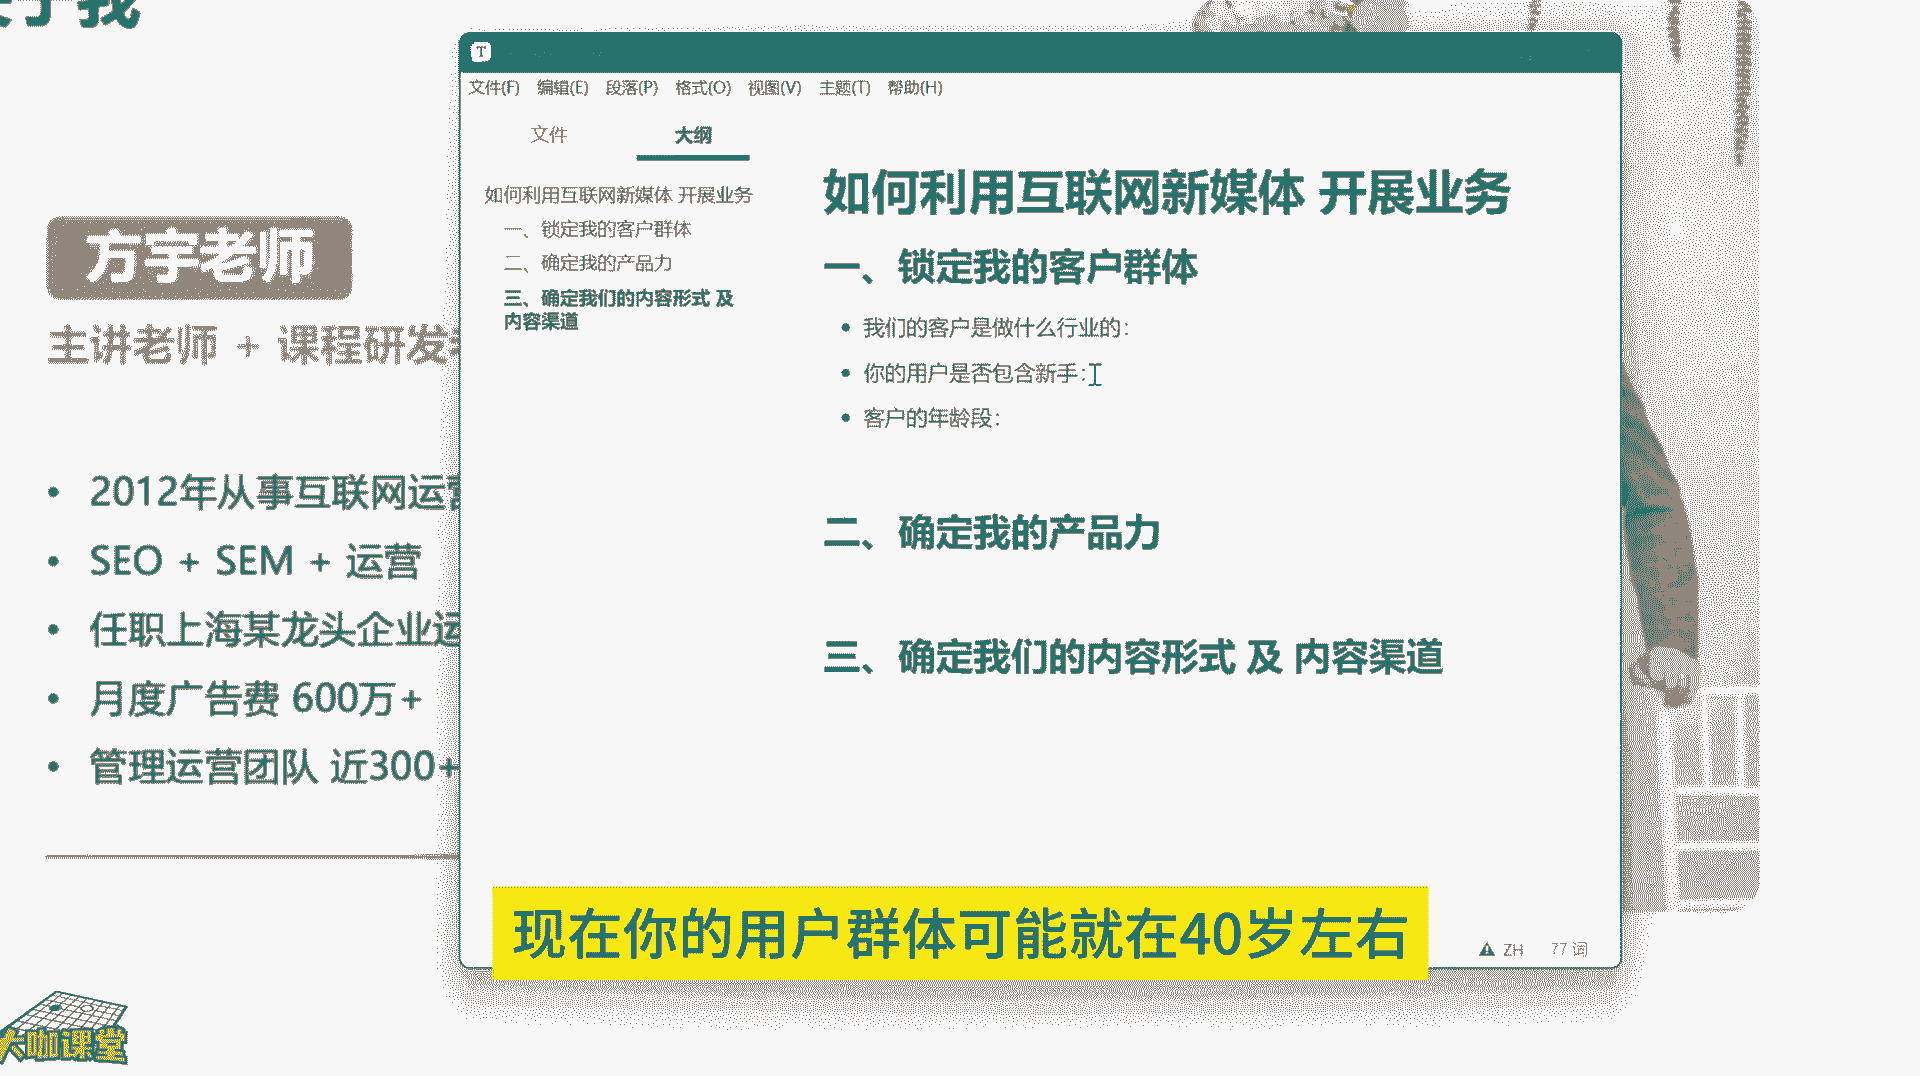 于我
方宇老师
主讲老师 + 课程研发
2012年从事互联网运营
SEO + SEM + 运营
任职上海某龙头企业运
月度广告费 600万+
管理运营团队 近300+
大咖课堂
T
文件(F) 编辑(E) 段落(P) 格式(O) 视图(V) 主题(T) 帮助(H)
文件 大纲
如何利用互联网新媒体 开展业务
一、锁定我的客户群体
二、确定我的产品力
三、确定我们的内容形式 及
内容渠道
如何利用互联网新媒体 开展业务
一、锁定我的客户群体
我们的客户是做什么行业的：
你的用户是否包含新手：
客户的年龄段：
二、确定我的产品力
三、确定我们的内容形式 及 内容渠道
现在你的用户群体可能就在40岁左右
ZH 77 词